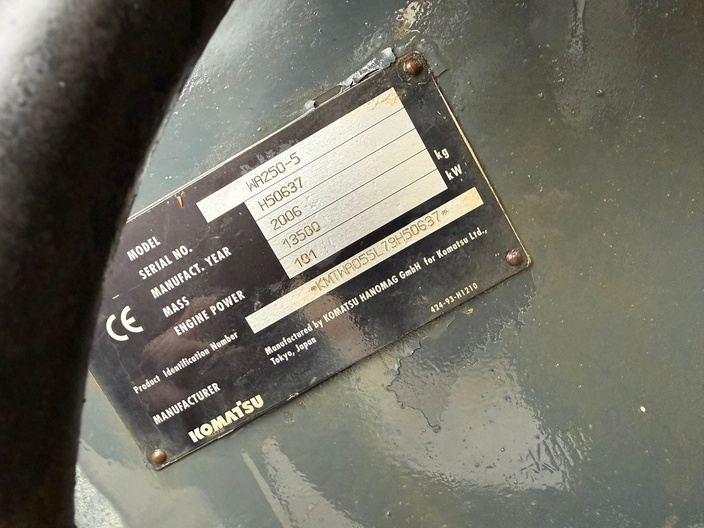 MODEL WA250-5
SERIAL NO. H50637
MANUFACT. YEAR 2006
MASS 13500 kg
ENGINE POWER 101 kW
Product Identification Number *KMTWA055L79H50637*
MANUFACTURER Manufactured by KOMATSU HANOMAG GmbH for Komatsu Ltd.,
Tokyo, Japan
CE
KOMATSU
424-93-H1210